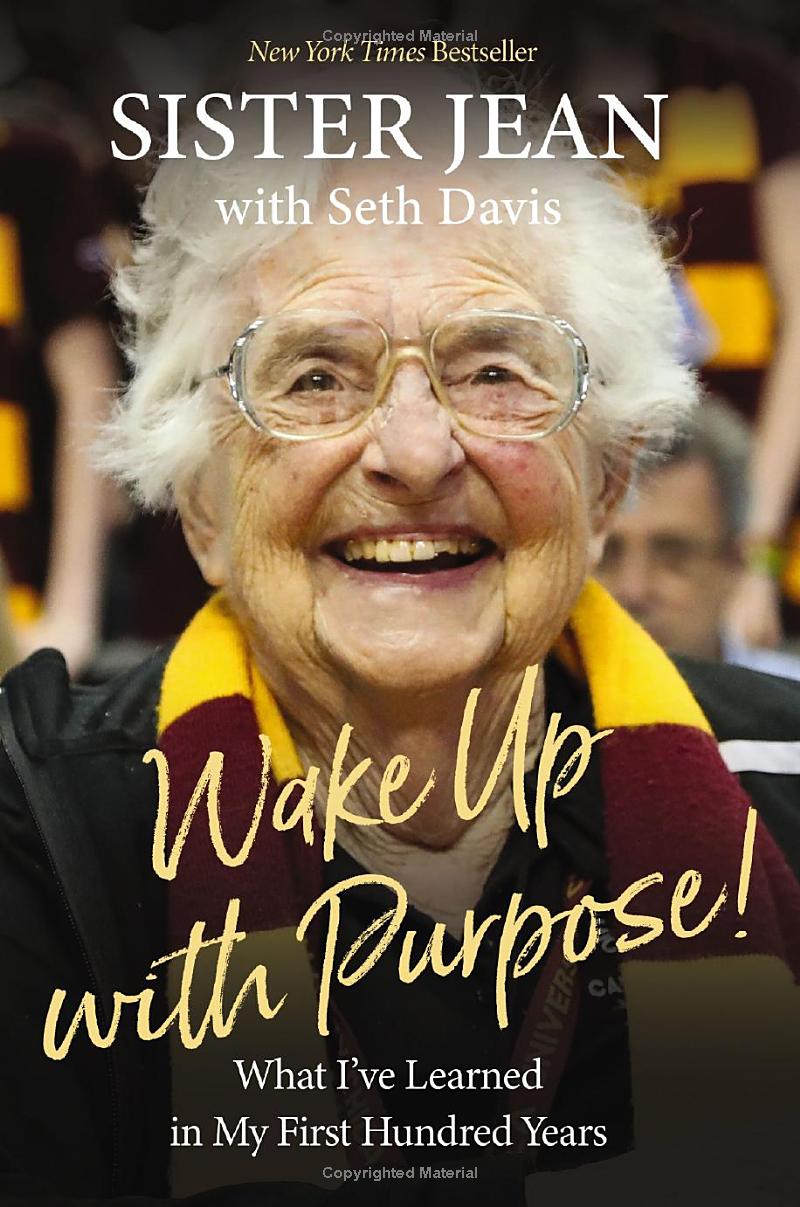 Copyrighted Material
New York Times Bestseller
SISTER JEAN
with Seth Davis
Wake Up
with Purpose!
What I've Learned
in My First Hundred Years
Copyrighted Material